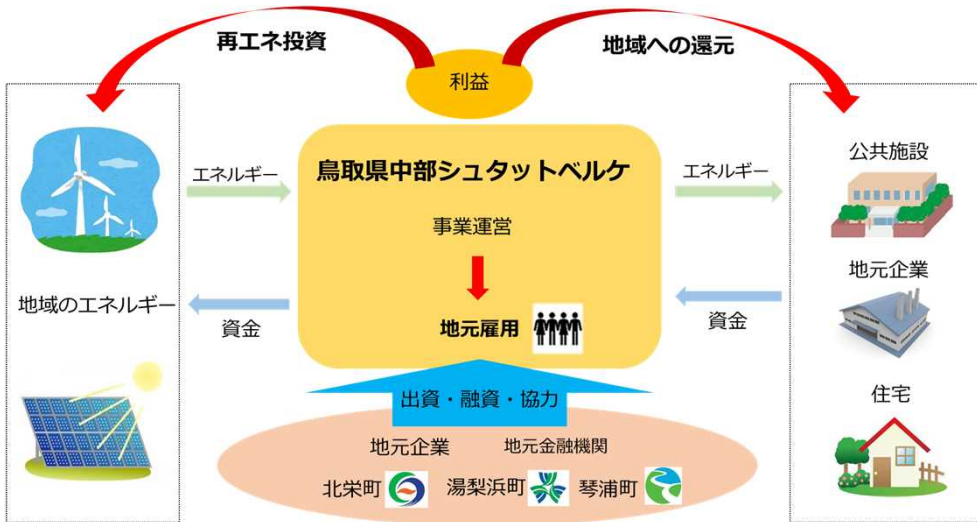 再エネ投資
地域への還元
利益
鳥取県中部シュタットベルケ
事業運営
地元雇用
エネルギー
エネルギー
資金
資金
地域のエネルギー
公共施設
地元企業
住宅
出資・融資・協力
地元企業
地元金融機関
北栄町
湯梨浜町
琴浦町